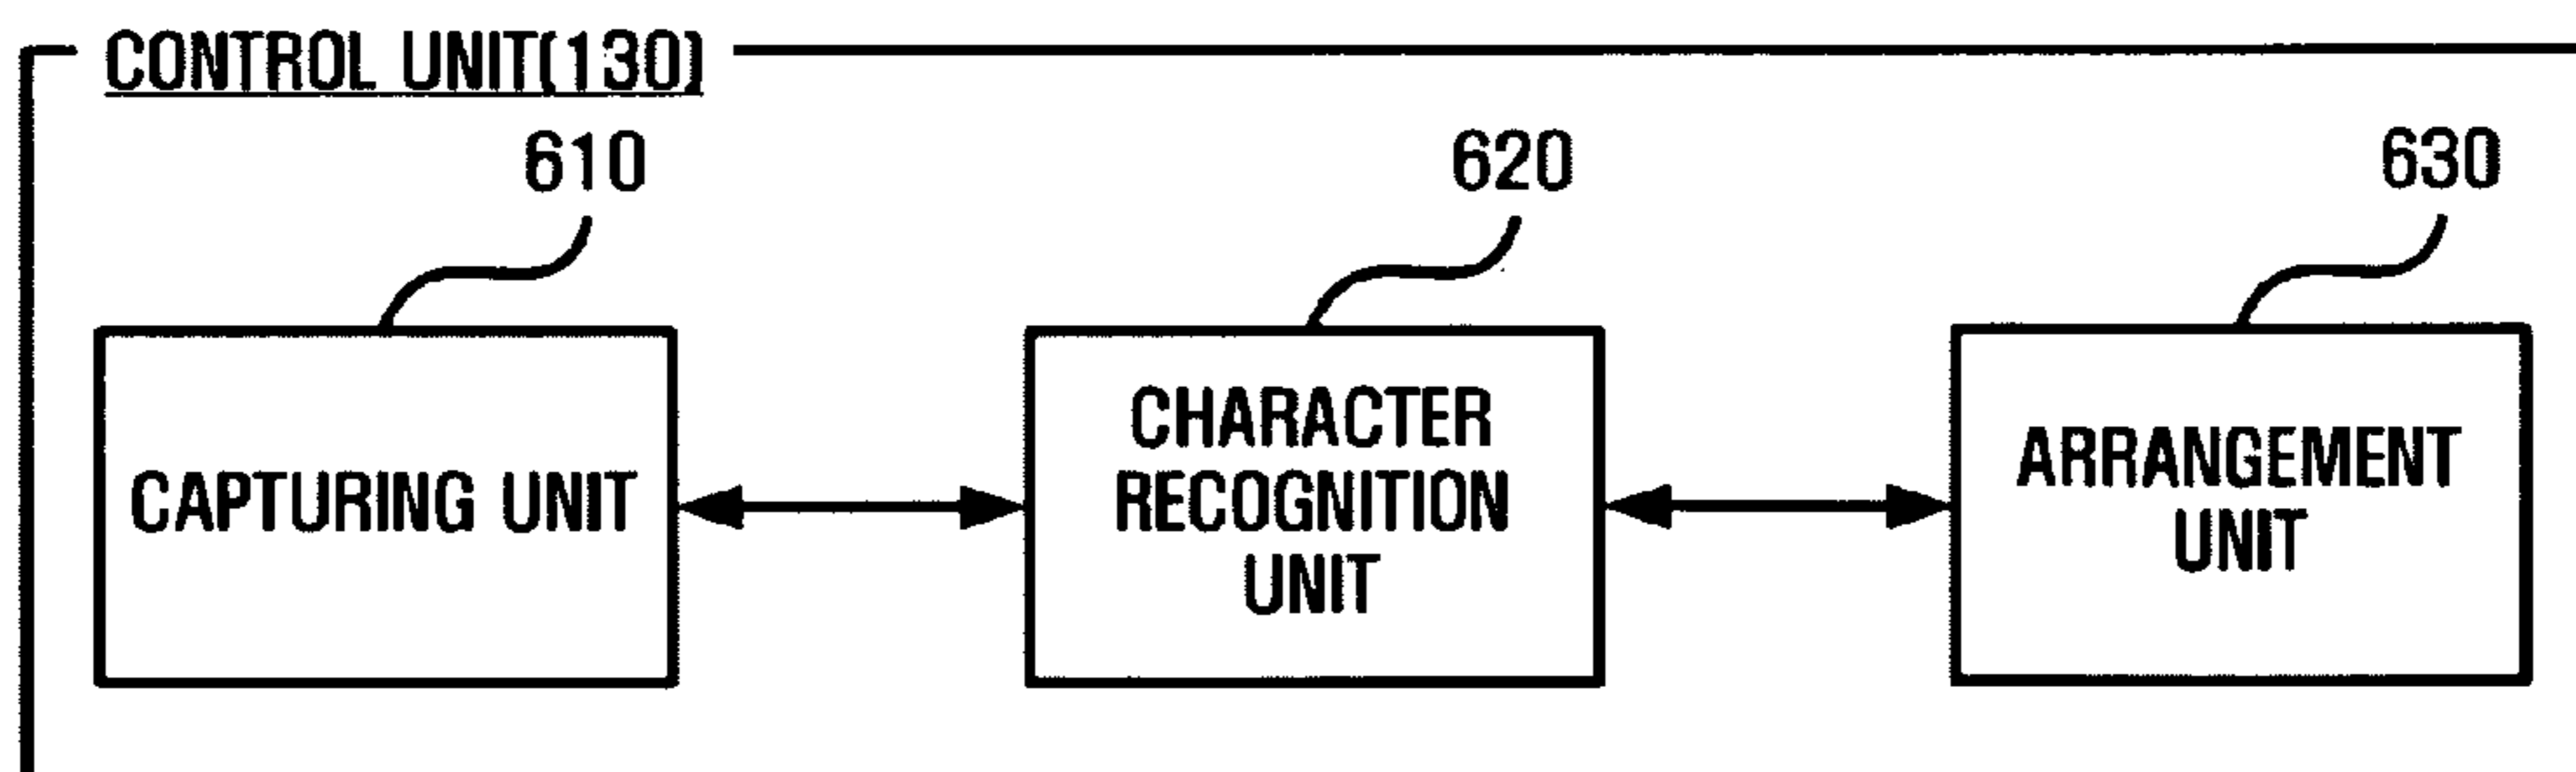 CONTROL UNIT(130)
610
620
630
CAPTURING UNIT
CHARACTER
RECOGNITION
UNIT
ARRANGEMENT
UNIT